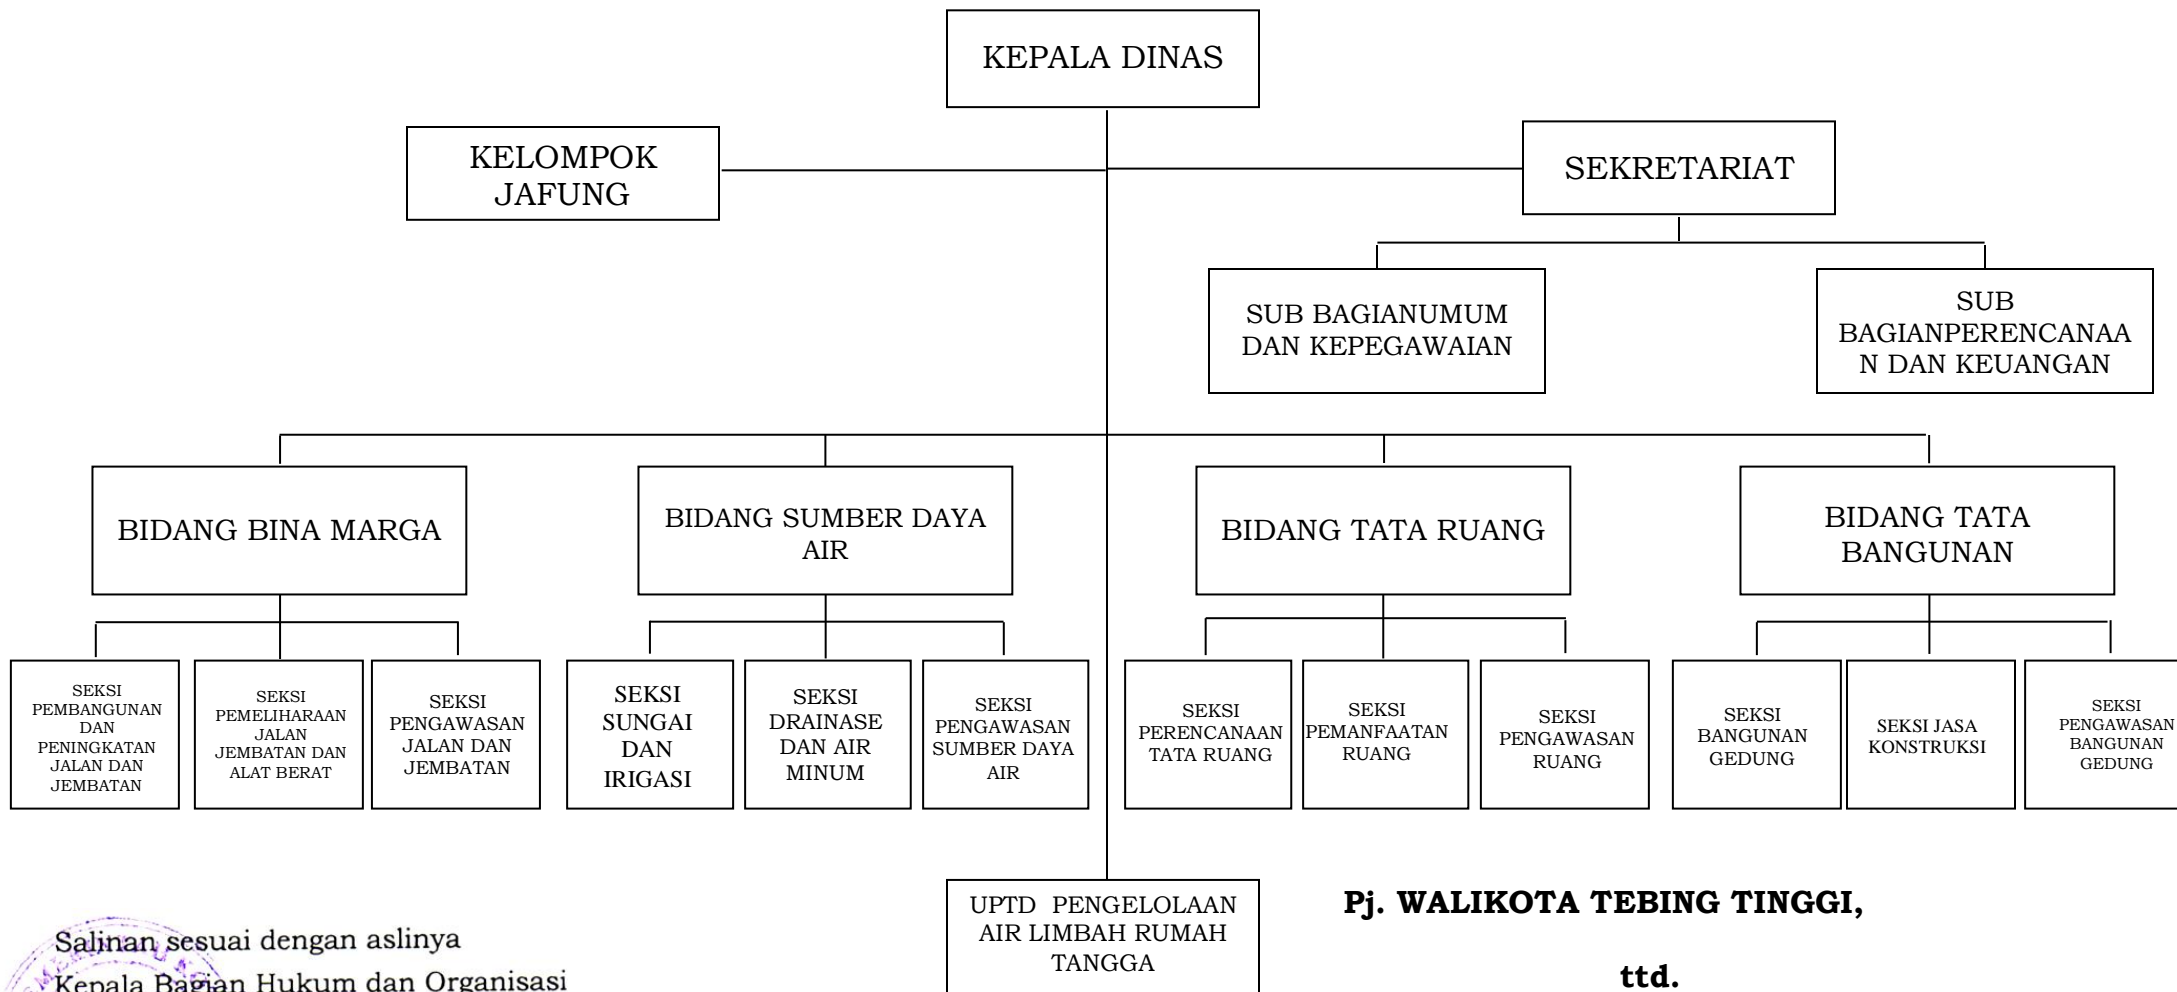 KEPALA DINAS
KELOMPOK
JAFUNG
SEKRETARIAT
SUB BAGIANUMUM
DAN KEPEGAWAIAN
SUB
BAGIANPERENCANAA
N DAN KEUANGAN
BIDANG BINA MARGA
BIDANG SUMBER DAYA
AIR
BIDANG TATA RUANG
BIDANG TATA
BANGUNAN
SEKSI
PEMBANGUNAN
DAN
PENINGKATAN
JALAN DAN
JEMBATAN
SEKSI
PEMELIHARAAN
JALAN
JEMBATAN DAN
ALAT BERAT
SEKSI
PENGAWASAN
JALAN DAN
JEMBATAN
SEKSI
SUNGAI
DAN
IRIGASI
SEKSI
DRAINASE
DAN AIR
MINUM
SEKSI
PENGAWASAN
SUMBER DAYA
AIR
SEKSI
PERENCANAAN
TATA RUANG
SEKSI
PEMANFAATAN
RUANG
SEKSI
PENGAWASAN
RUANG
SEKSI
BANGUNAN
GEDUNG
SEKSI JASA
KONSTRUKSI
SEKSI
PENGAWASAN
BANGUNAN
GEDUNG
UPTD PENGELOLAAN
AIR LIMBAH RUMAH
TANGGA
Pj. WALIKOTA TEBING TINGGI,
ttd.
Salinan sesuai dengan aslinya
Kepala Bagian Hukum dan Organisasi